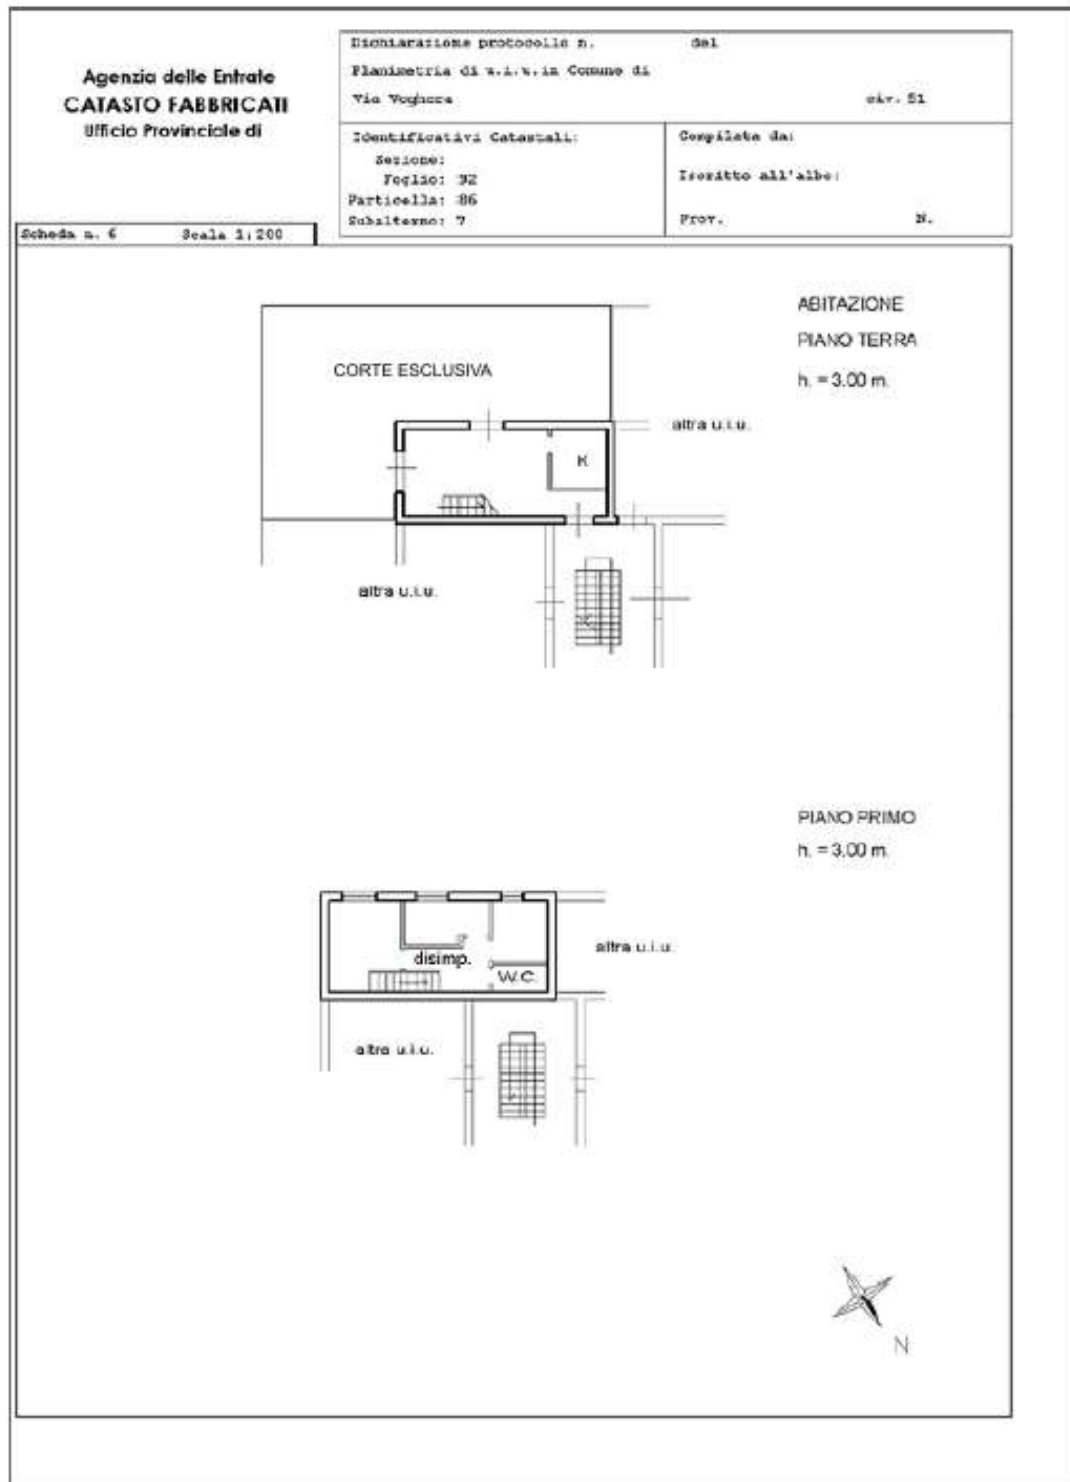 Agenzia delle Entrate
CATASTO FABBRICATI
Ufficio Provinciale di
Dichiarazione protocollo n. del
Planimetria di u.i.u. in Comune di
Via Voghera civ. 51
Identificativi Catastali:
Sezione:
Foglio: 92
Particella: 86
Subalterno: 7
Compilata da:
Iscritto all'albo:
Prov. N.
Scheda n. 6 Scala 1:200
ABITAZIONE
PIANO TERRA
h. = 3.00 m.
CORTE ESCLUSIVA
altra u.i.u.
K
altra u.i.u.
PIANO PRIMO
h. = 3.00 m.
altra u.i.u.
disimp.
W.C.
altra u.i.u.
N